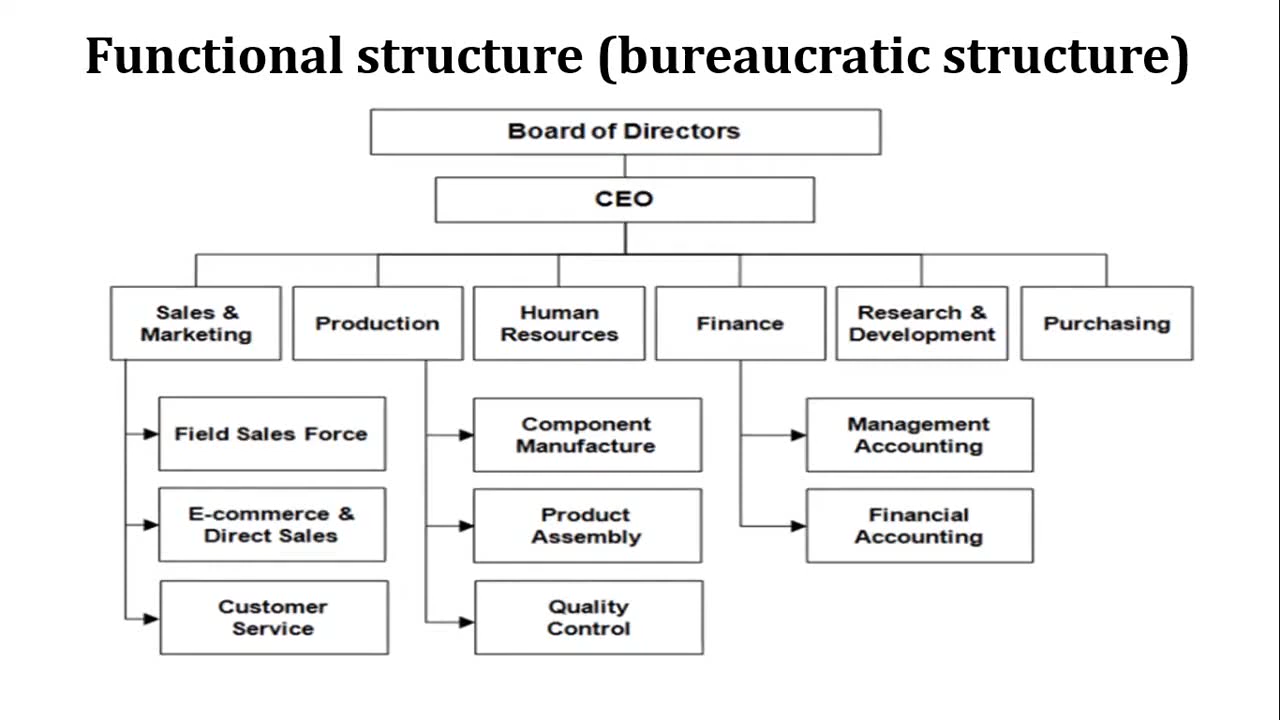 Functional structure (bureaucratic structure)
Board of Directors
CEO
Sales &
Marketing
Production
Human
Resources
Finance
Research &
Development
Purchasing
Field Sales Force
E-commerce &
Direct Sales
Customer
Service
Component
Manufacture
Product
Assembly
Quality
Control
Management
Accounting
Financial
Accounting